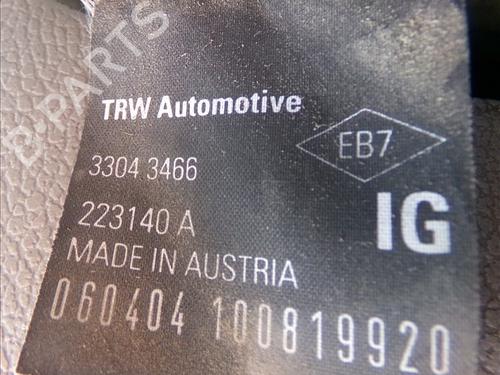 B-PARTS
TRW Automotive
EB7
3304 3466
IG
223140 A
MADE IN AUSTRIA
060404 100819920